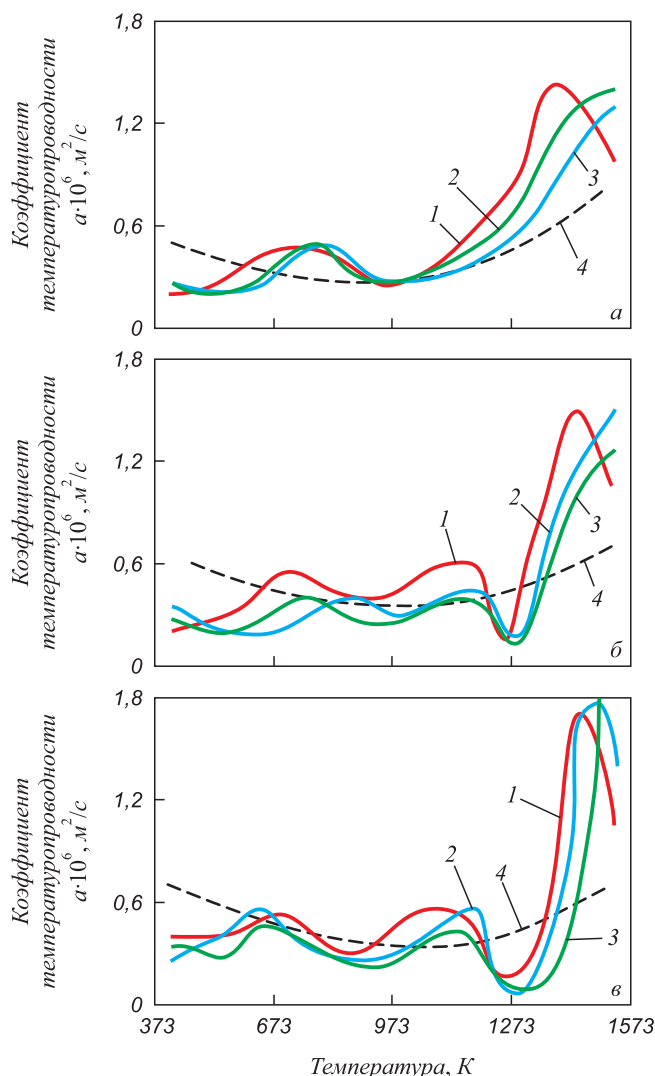 Коэффициент
температуропроводности
a·10⁶, м²/с
1,8
1,2
0,6
0
1
2
3
4
а
Коэффициент
температуропроводности
a·10⁶, м²/с
1,8
1,2
0,6
0
1
2
3
4
б
Коэффициент
температуропроводности
a·10⁶, м²/с
1,8
1,2
0,6
0
1
2
4
3
в
373 673 973 1273 1573
Температура, К